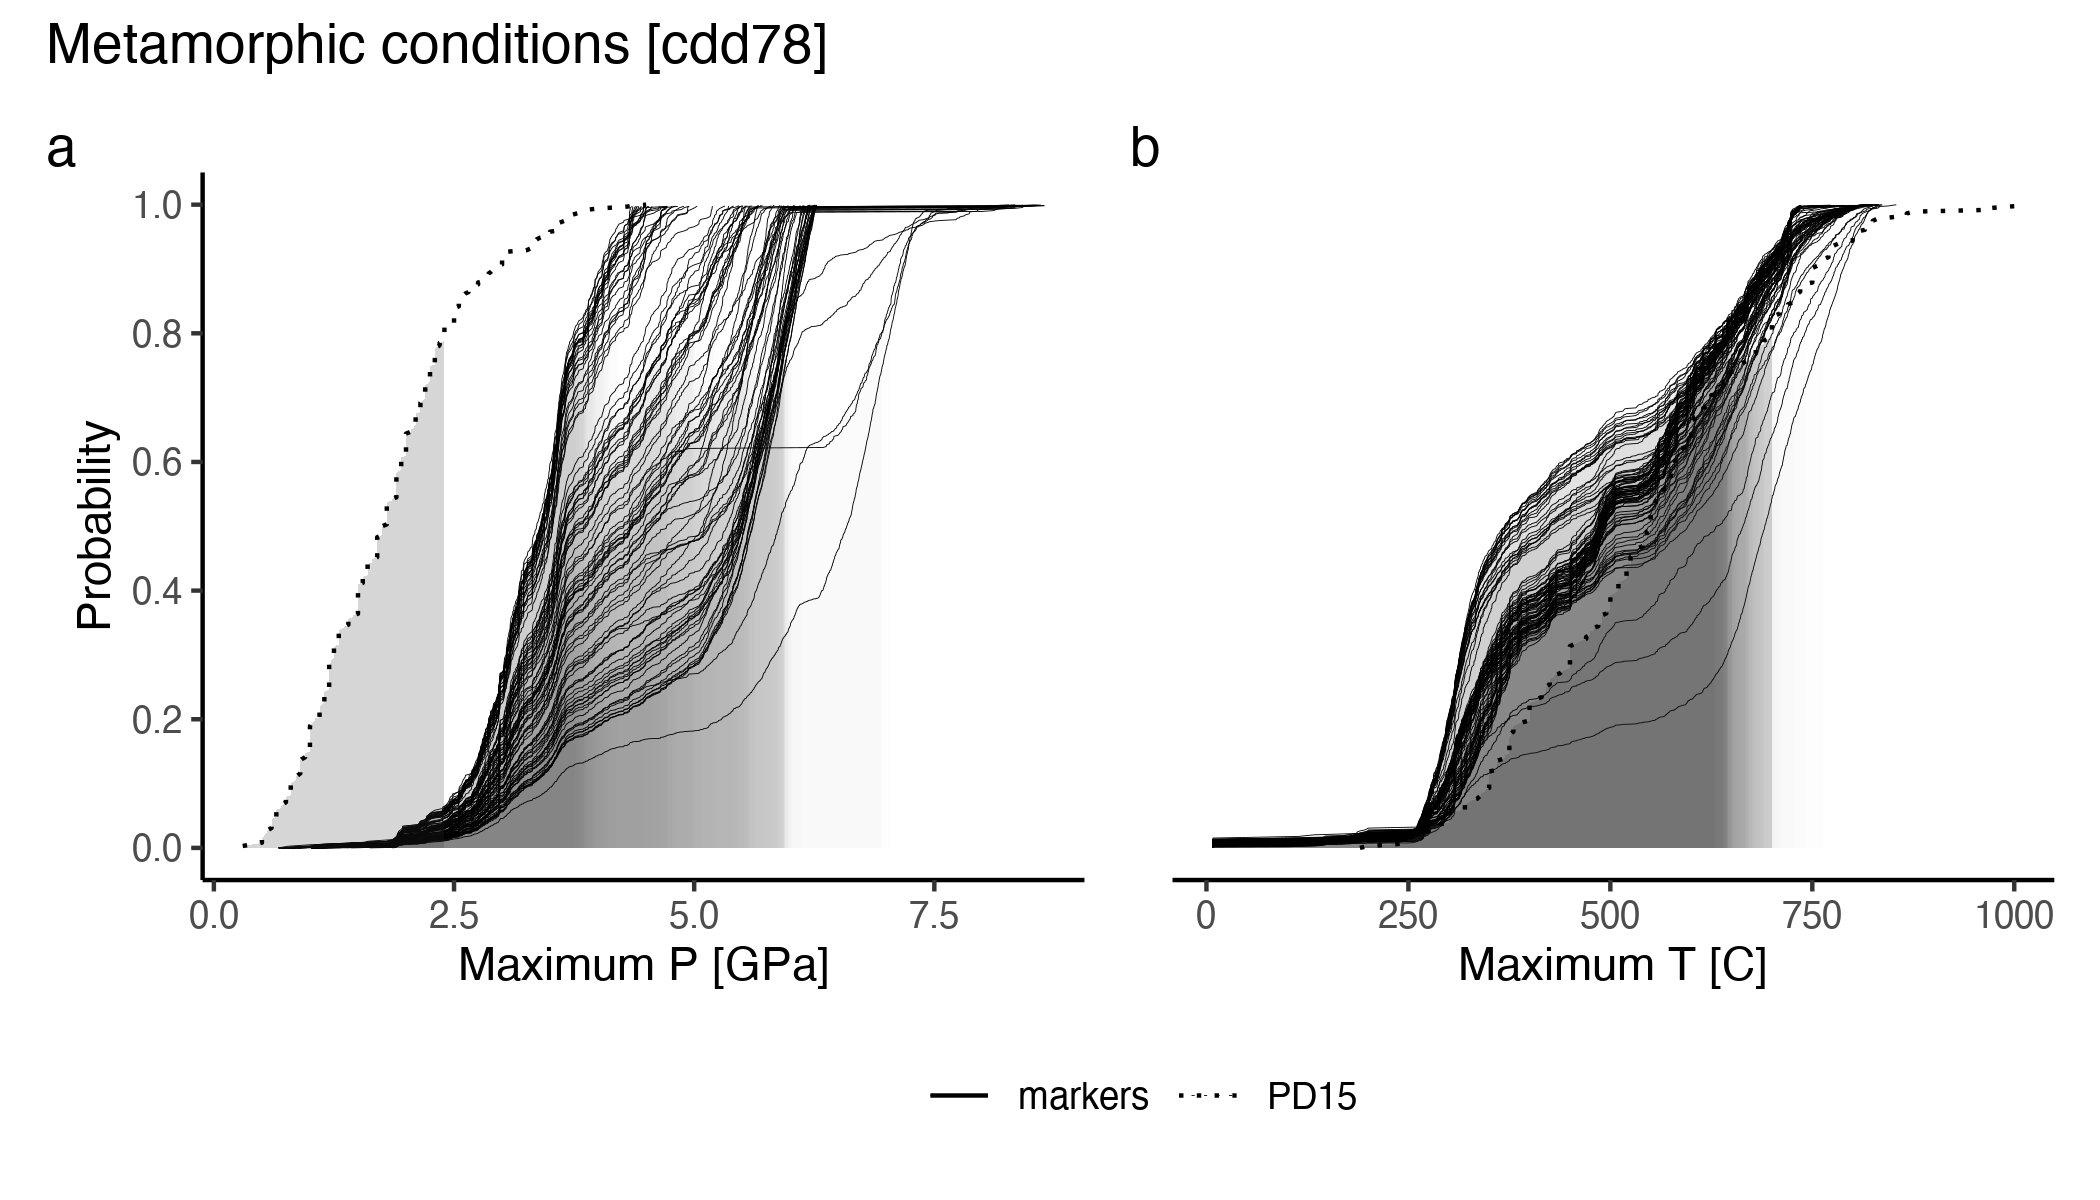 Metamorphic conditions [cdd78]
a
b
Probability
1.0
0.8
0.6
0.4
0.2
0.0
0.0 2.5 5.0 7.5
Maximum P [GPa]
0 250 500 750 1000
Maximum T [C]
markers PD15